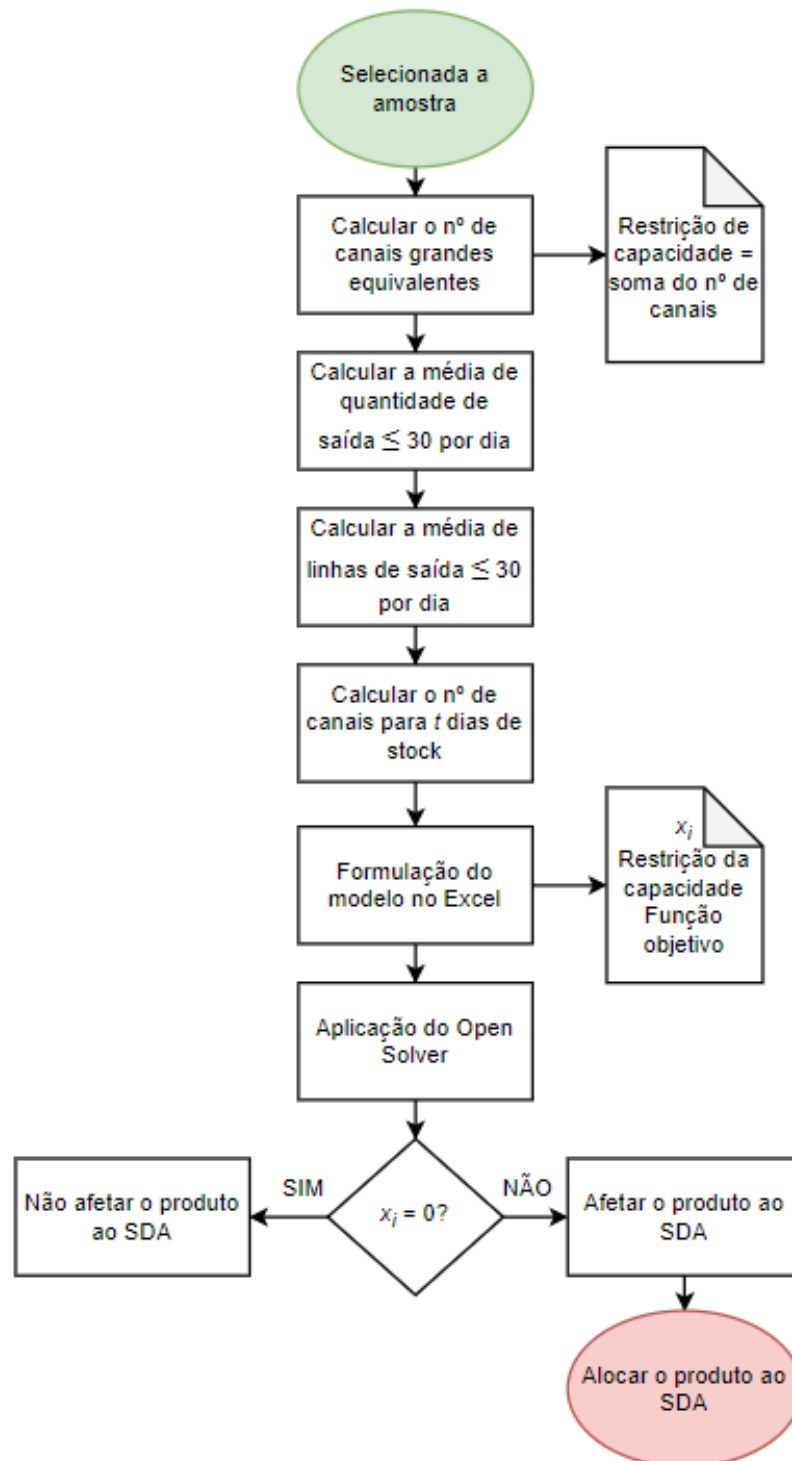 Selecionada a
amostra
Calcular o nº de
canais grandes
equivalentes
Restrição de
capacidade =
soma do nº de
canais
Calcular a média de
quantidade de
saída ≤ 30 por dia
Calcular a média de
linhas de saída ≤ 30
por dia
Calcular o nº de
canais para t dias de
stock
Formulação do
modelo no Excel
xᵢ
Restrição da
capacidade
Função
objetivo
Aplicação do Open
Solver
xᵢ = 0?
SIM
Não afetar o produto
ao SDA
NÃO
Afetar o produto ao
SDA
Alocar o produto ao
SDA